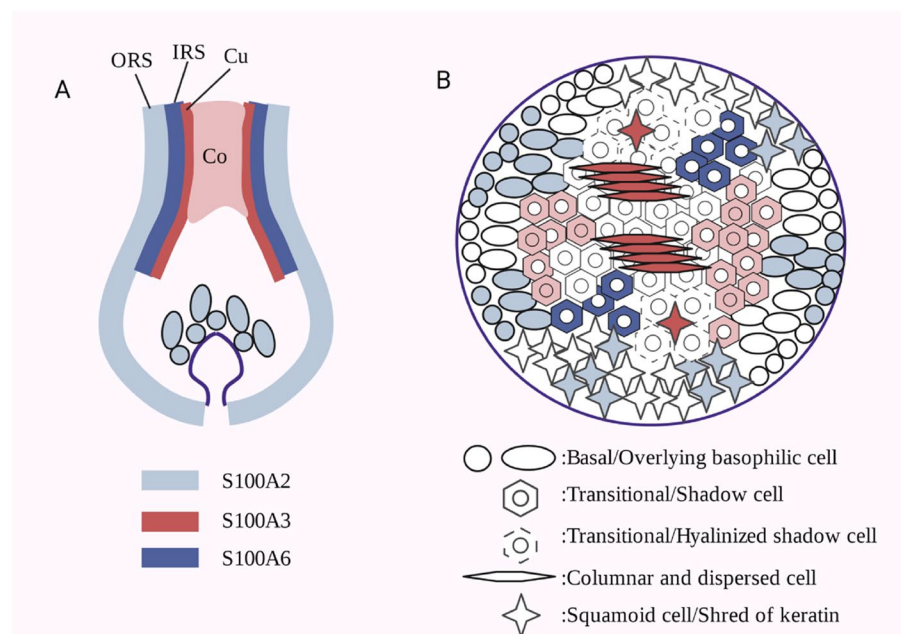 A
ORS
IRS
Cu
Co
S100A2
S100A3
S100A6
B
:Basal/Overlying basophilic cell
:Transitional/Shadow cell
:Transitional/Hyalinized shadow cell
:Columnar and dispersed cell
:Squamoid cell/Shred of keratin